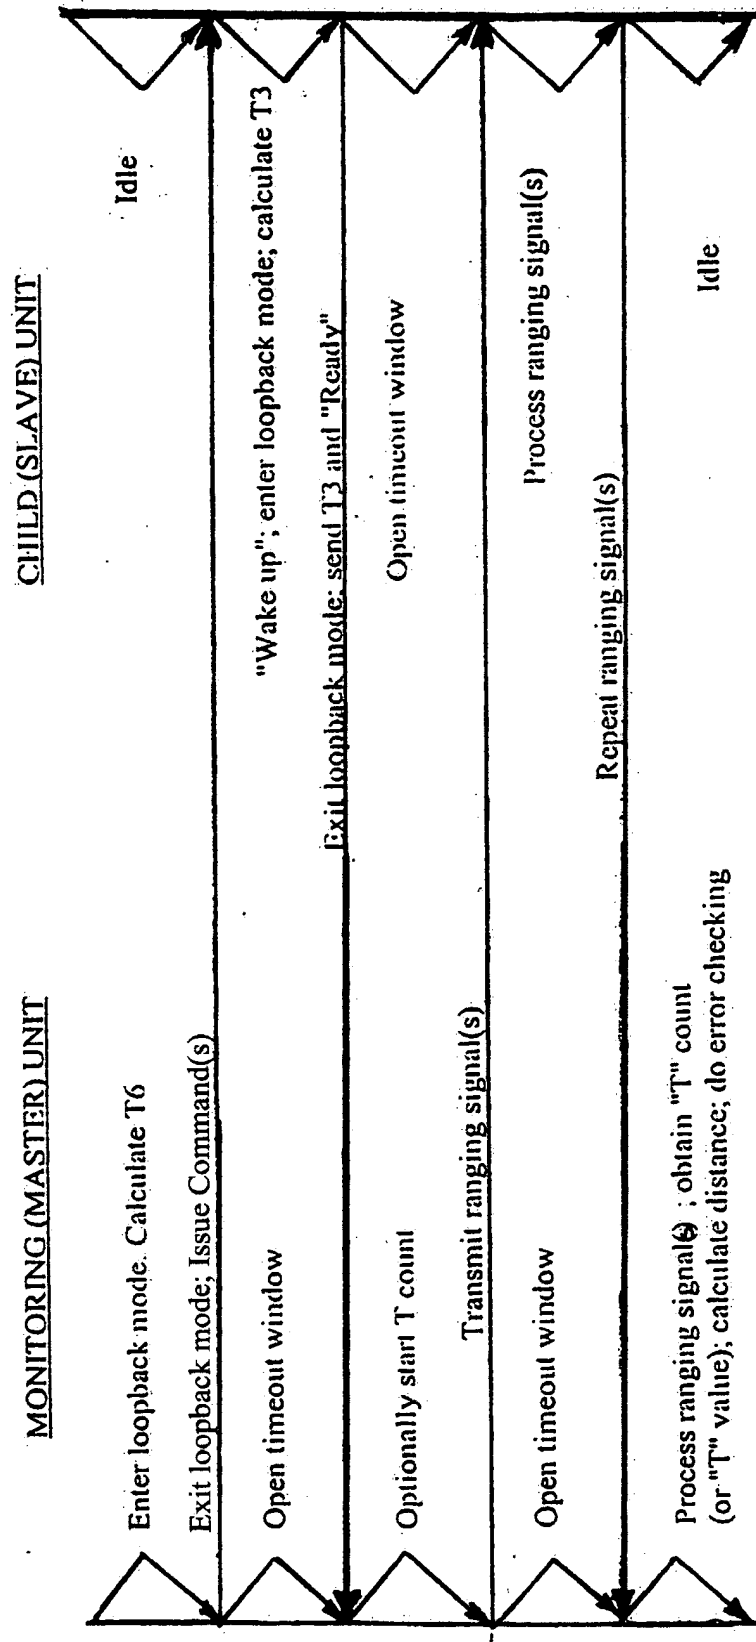 MONITORING (MASTER) UNIT
CHILD (SLAVE) UNIT
Enter loopback mode. Calculate T6
Idle
Exit loopback mode; Issue Command(s)
Open timeout window
"Wake up"; enter loopback mode; calculate T3
Exit loopback mode; send T3 and "Ready"
Optionally start T count
Open timeout window
Transmit ranging signal(s)
Open timeout window
Process ranging signal(s)
Repeat ranging signal(s)
Process ranging signal(s) ; obtain "T" count
(or "T" value); calculate distance; do error checking
Idle